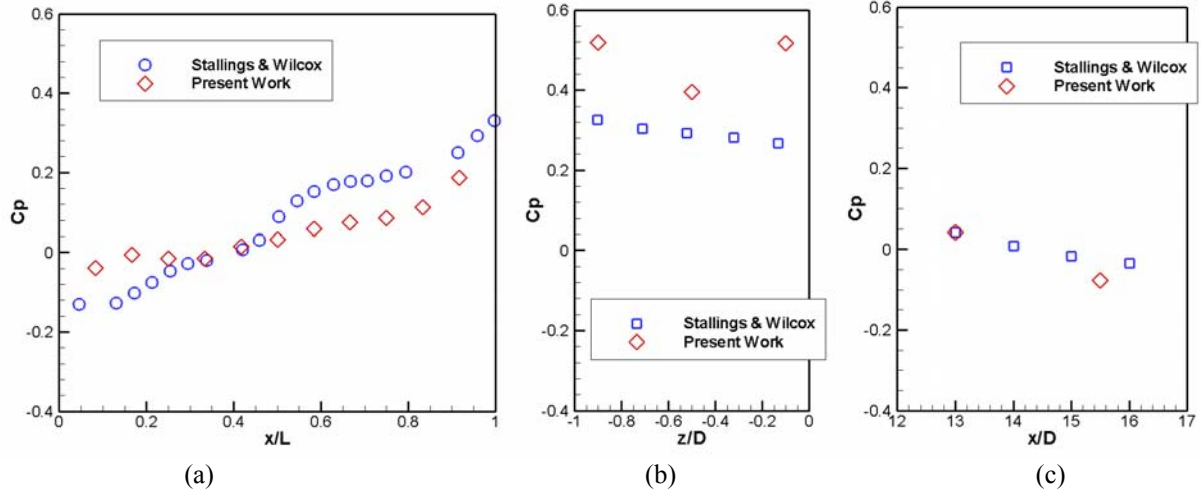 0.6
0.4
0.2
0
-0.2
-0.4
Cp
Stallings & Wilcox
Present Work
0 0.2 0.4 0.6 0.8 1
x/L
(a)
0.6
0.4
0.2
0
-0.2
-0.4
Cp
Stallings & Wilcox
Present Work
-1 -0.8 -0.6 -0.4 -0.2 0
z/D
(b)
0.6
0.4
0.2
0
-0.2
-0.4
Cp
Stallings & Wilcox
Present Work
12 13 14 15 16 17
x/D
(c)